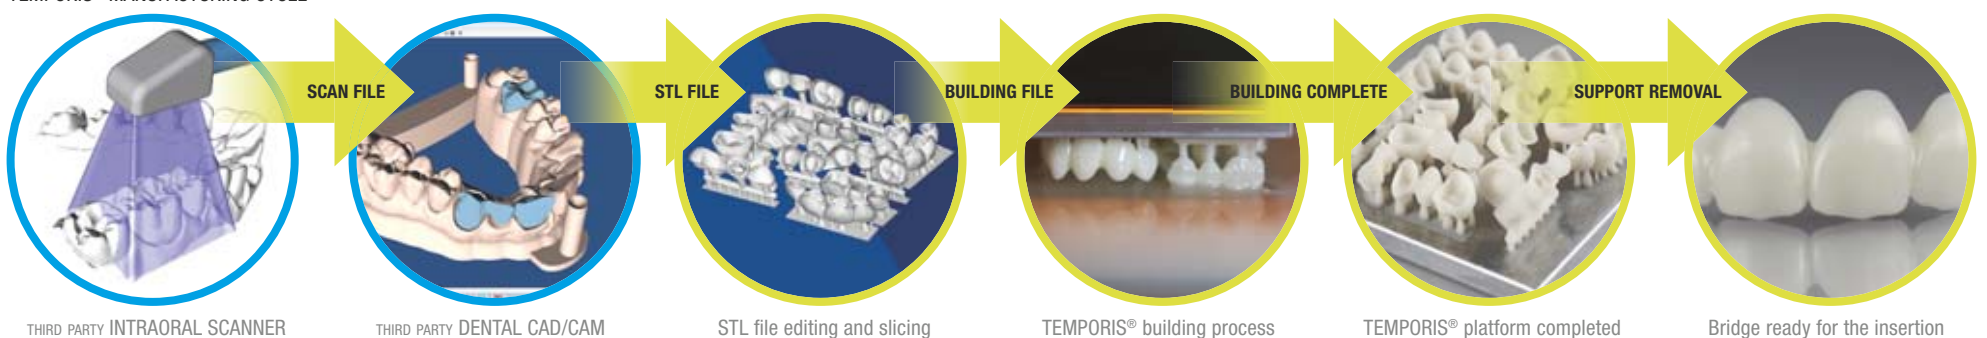 SCAN FILE
STL FILE
BUILDING FILE
BUILDING COMPLETE
SUPPORT REMOVAL
THIRD PARTY INTRAORAL SCANNER
THIRD PARTY DENTAL CAD/CAM
STL file editing and slicing
TEMPORIS® building process
TEMPORIS® platform completed
Bridge ready for the insertion